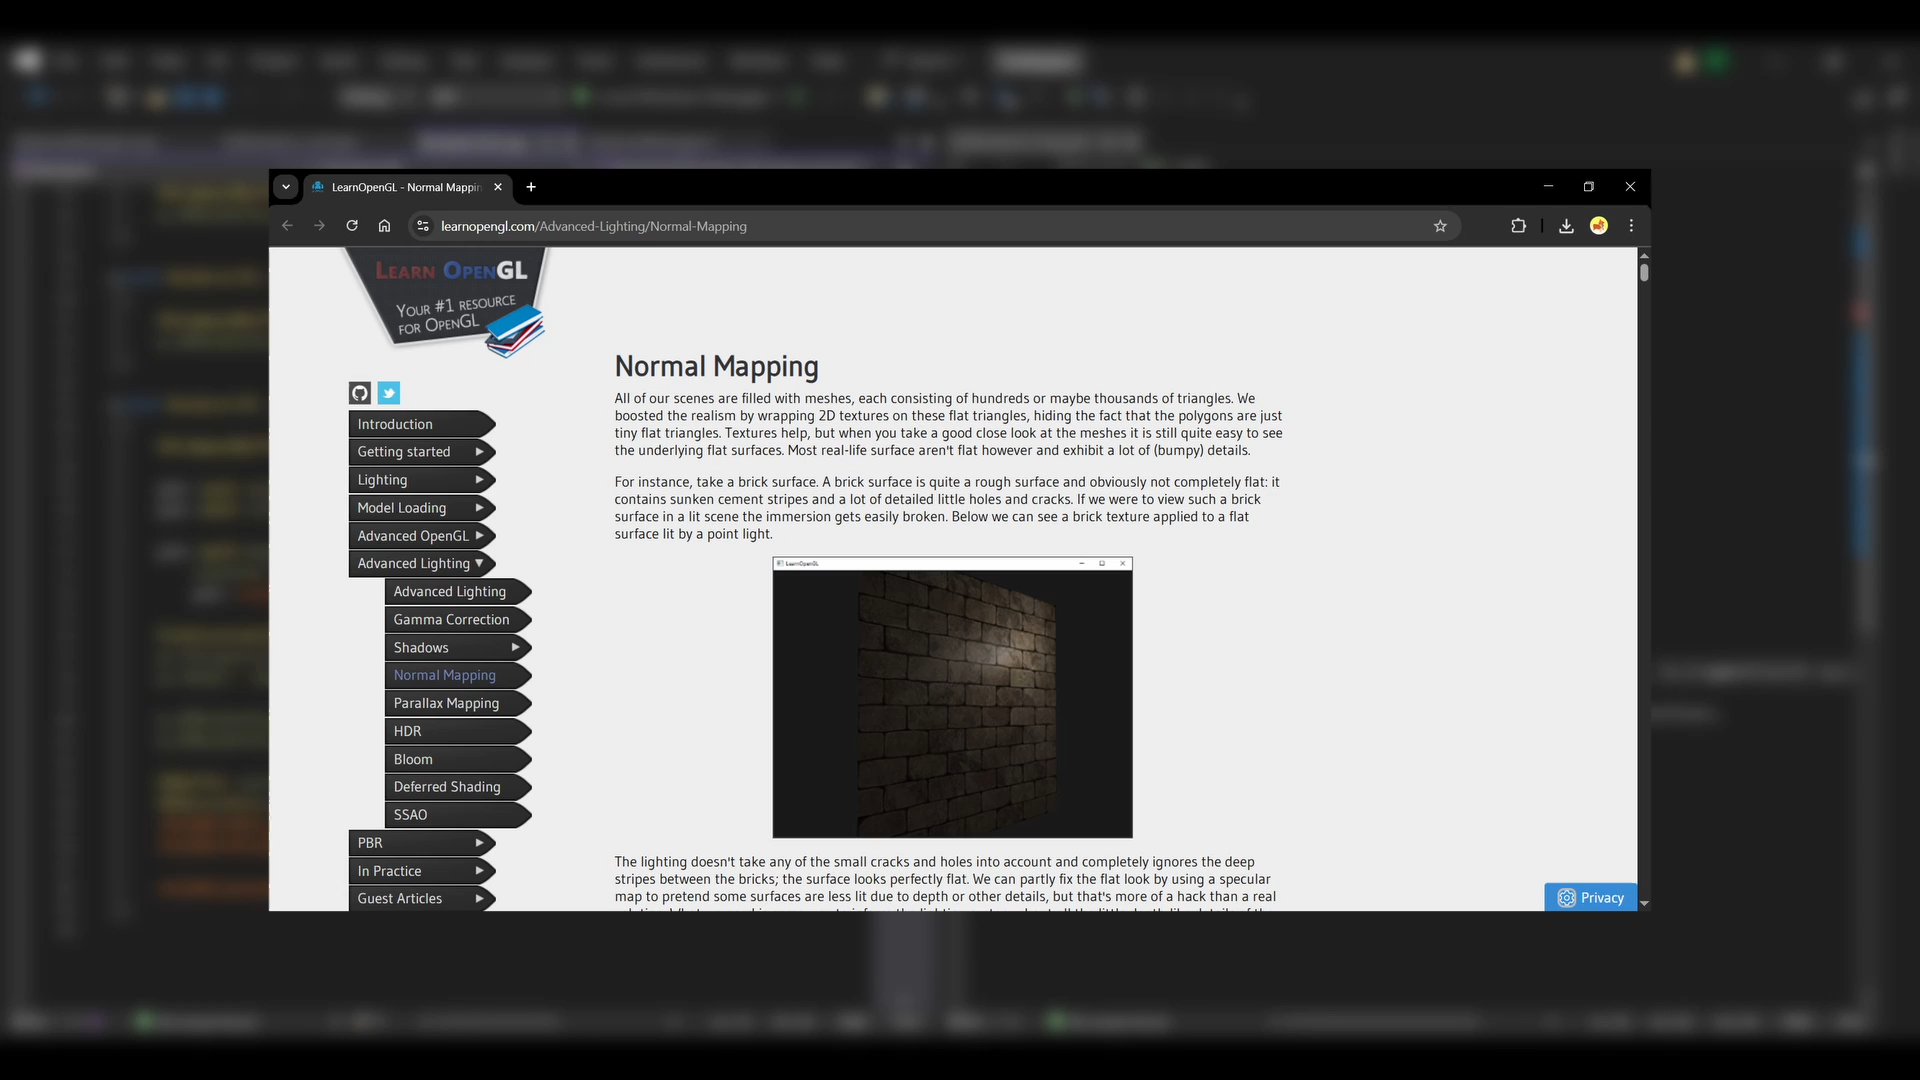 LearnOpenGL - Normal Mappin
learnopengl.com/Advanced-Lighting/Normal-Mapping
LEARN OPENGL
YOUR #1 RESOURCE
FOR OPENGL
Introduction
Getting started
Lighting
Model Loading
Advanced OpenGL
Advanced Lighting
Advanced Lighting
Gamma Correction
Shadows
Normal Mapping
Parallax Mapping
HDR
Bloom
Deferred Shading
SSAO
PBR
In Practice
Guest Articles
Normal Mapping
All of our scenes are filled with meshes, each consisting of hundreds or maybe thousands of triangles. We
boosted the realism by wrapping 2D textures on these flat triangles, hiding the fact that the polygons are just
tiny flat triangles. Textures help, but when you take a good close look at the meshes it is still quite easy to see
the underlying flat surfaces. Most real-life surface aren't flat however and exhibit a lot of (bumpy) details.
For instance, take a brick surface. A brick surface is quite a rough surface and obviously not completely flat: it
contains sunken cement stripes and a lot of detailed little holes and cracks. If we were to view such a brick
surface in a lit scene the immersion gets easily broken. Below we can see a brick texture applied to a flat
surface lit by a point light.
LearnOpenGL
The lighting doesn't take any of the small cracks and holes into account and completely ignores the deep
stripes between the bricks; the surface looks perfectly flat. We can partly fix the flat look by using a specular
map to pretend some surfaces are less lit due to depth or other details, but that's more of a hack than a real
Privacy